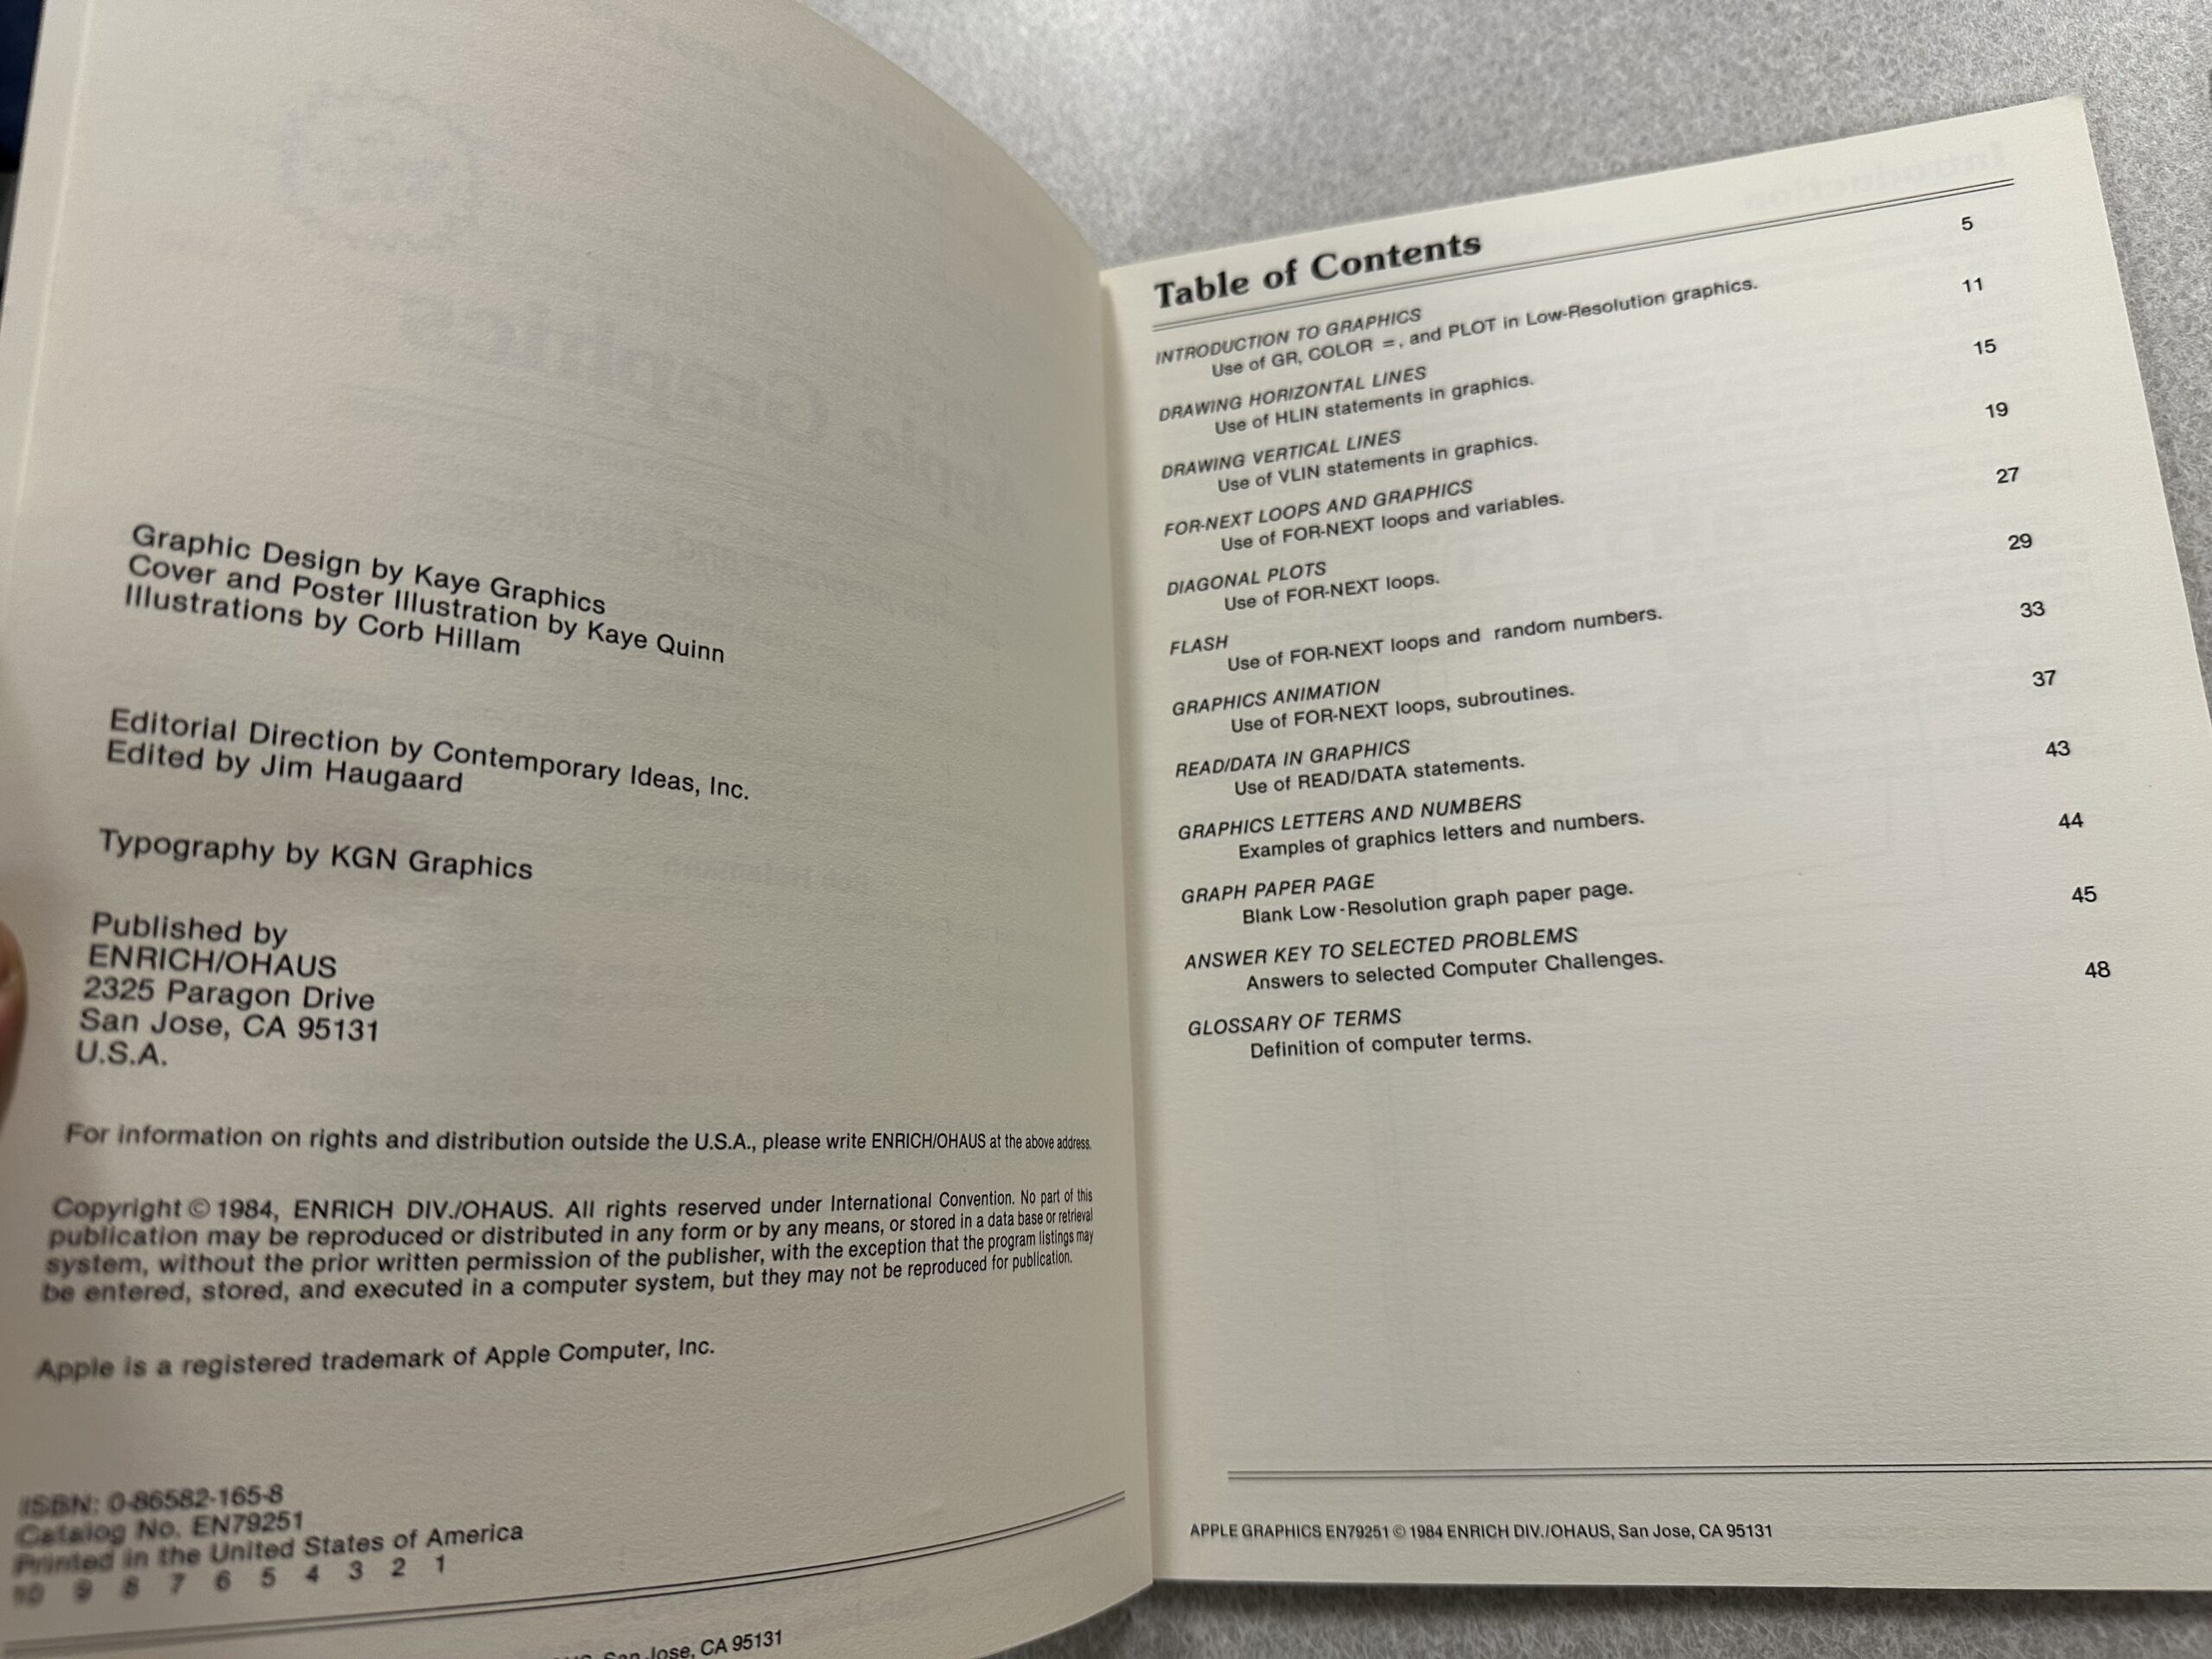 Graphic Design by Kaye Graphics
Cover and Poster Illustration by Kaye Quinn
Illustrations by Corb Hillam
Editorial Direction by Contemporary Ideas, Inc.
Edited by Jim Haugaard
Typography by KGN Graphics
Published by
ENRICH/OHAUS
2325 Paragon Drive
San Jose, CA 95131
U.S.A.
For information on rights and distribution outside the U.S.A., please write ENRICH/OHAUS at the above address.
Copyright © 1984, ENRICH DIV./OHAUS. All rights reserved under International Convention. No part of this
publication may be reproduced or distributed in any form or by any means, or stored in a data base or retrieval
system, without the prior written permission of the publisher, with the exception that the program listings may
be entered, stored, and executed in a computer system, but they may not be reproduced for publication.
Apple is a registered trademark of Apple Computer, Inc.
ISBN: 0-86582-165-8
Catalog No. EN79251
Printed in the United States of America
10 9 8 7 6 5 4 3 2 1
San Jose, CA 95131
Table of Contents
INTRODUCTION TO GRAPHICS 5
Use of GR, COLOR =, and PLOT in Low-Resolution graphics.
DRAWING HORIZONTAL LINES 11
Use of HLIN statements in graphics.
DRAWING VERTICAL LINES 15
Use of VLIN statements in graphics.
FOR-NEXT LOOPS AND GRAPHICS 19
Use of FOR-NEXT loops and variables.
DIAGONAL PLOTS 27
Use of FOR-NEXT loops.
FLASH 29
Use of FOR-NEXT loops and random numbers.
GRAPHICS ANIMATION 33
Use of FOR-NEXT loops, subroutines.
READ/DATA IN GRAPHICS 37
Use of READ/DATA statements.
GRAPHICS LETTERS AND NUMBERS 43
Examples of graphics letters and numbers.
GRAPH PAPER PAGE 44
Blank Low-Resolution graph paper page.
ANSWER KEY TO SELECTED PROBLEMS 45
Answers to selected Computer Challenges.
GLOSSARY OF TERMS 48
Definition of computer terms.
APPLE GRAPHICS EN79251 © 1984 ENRICH DIV./OHAUS, San Jose, CA 95131